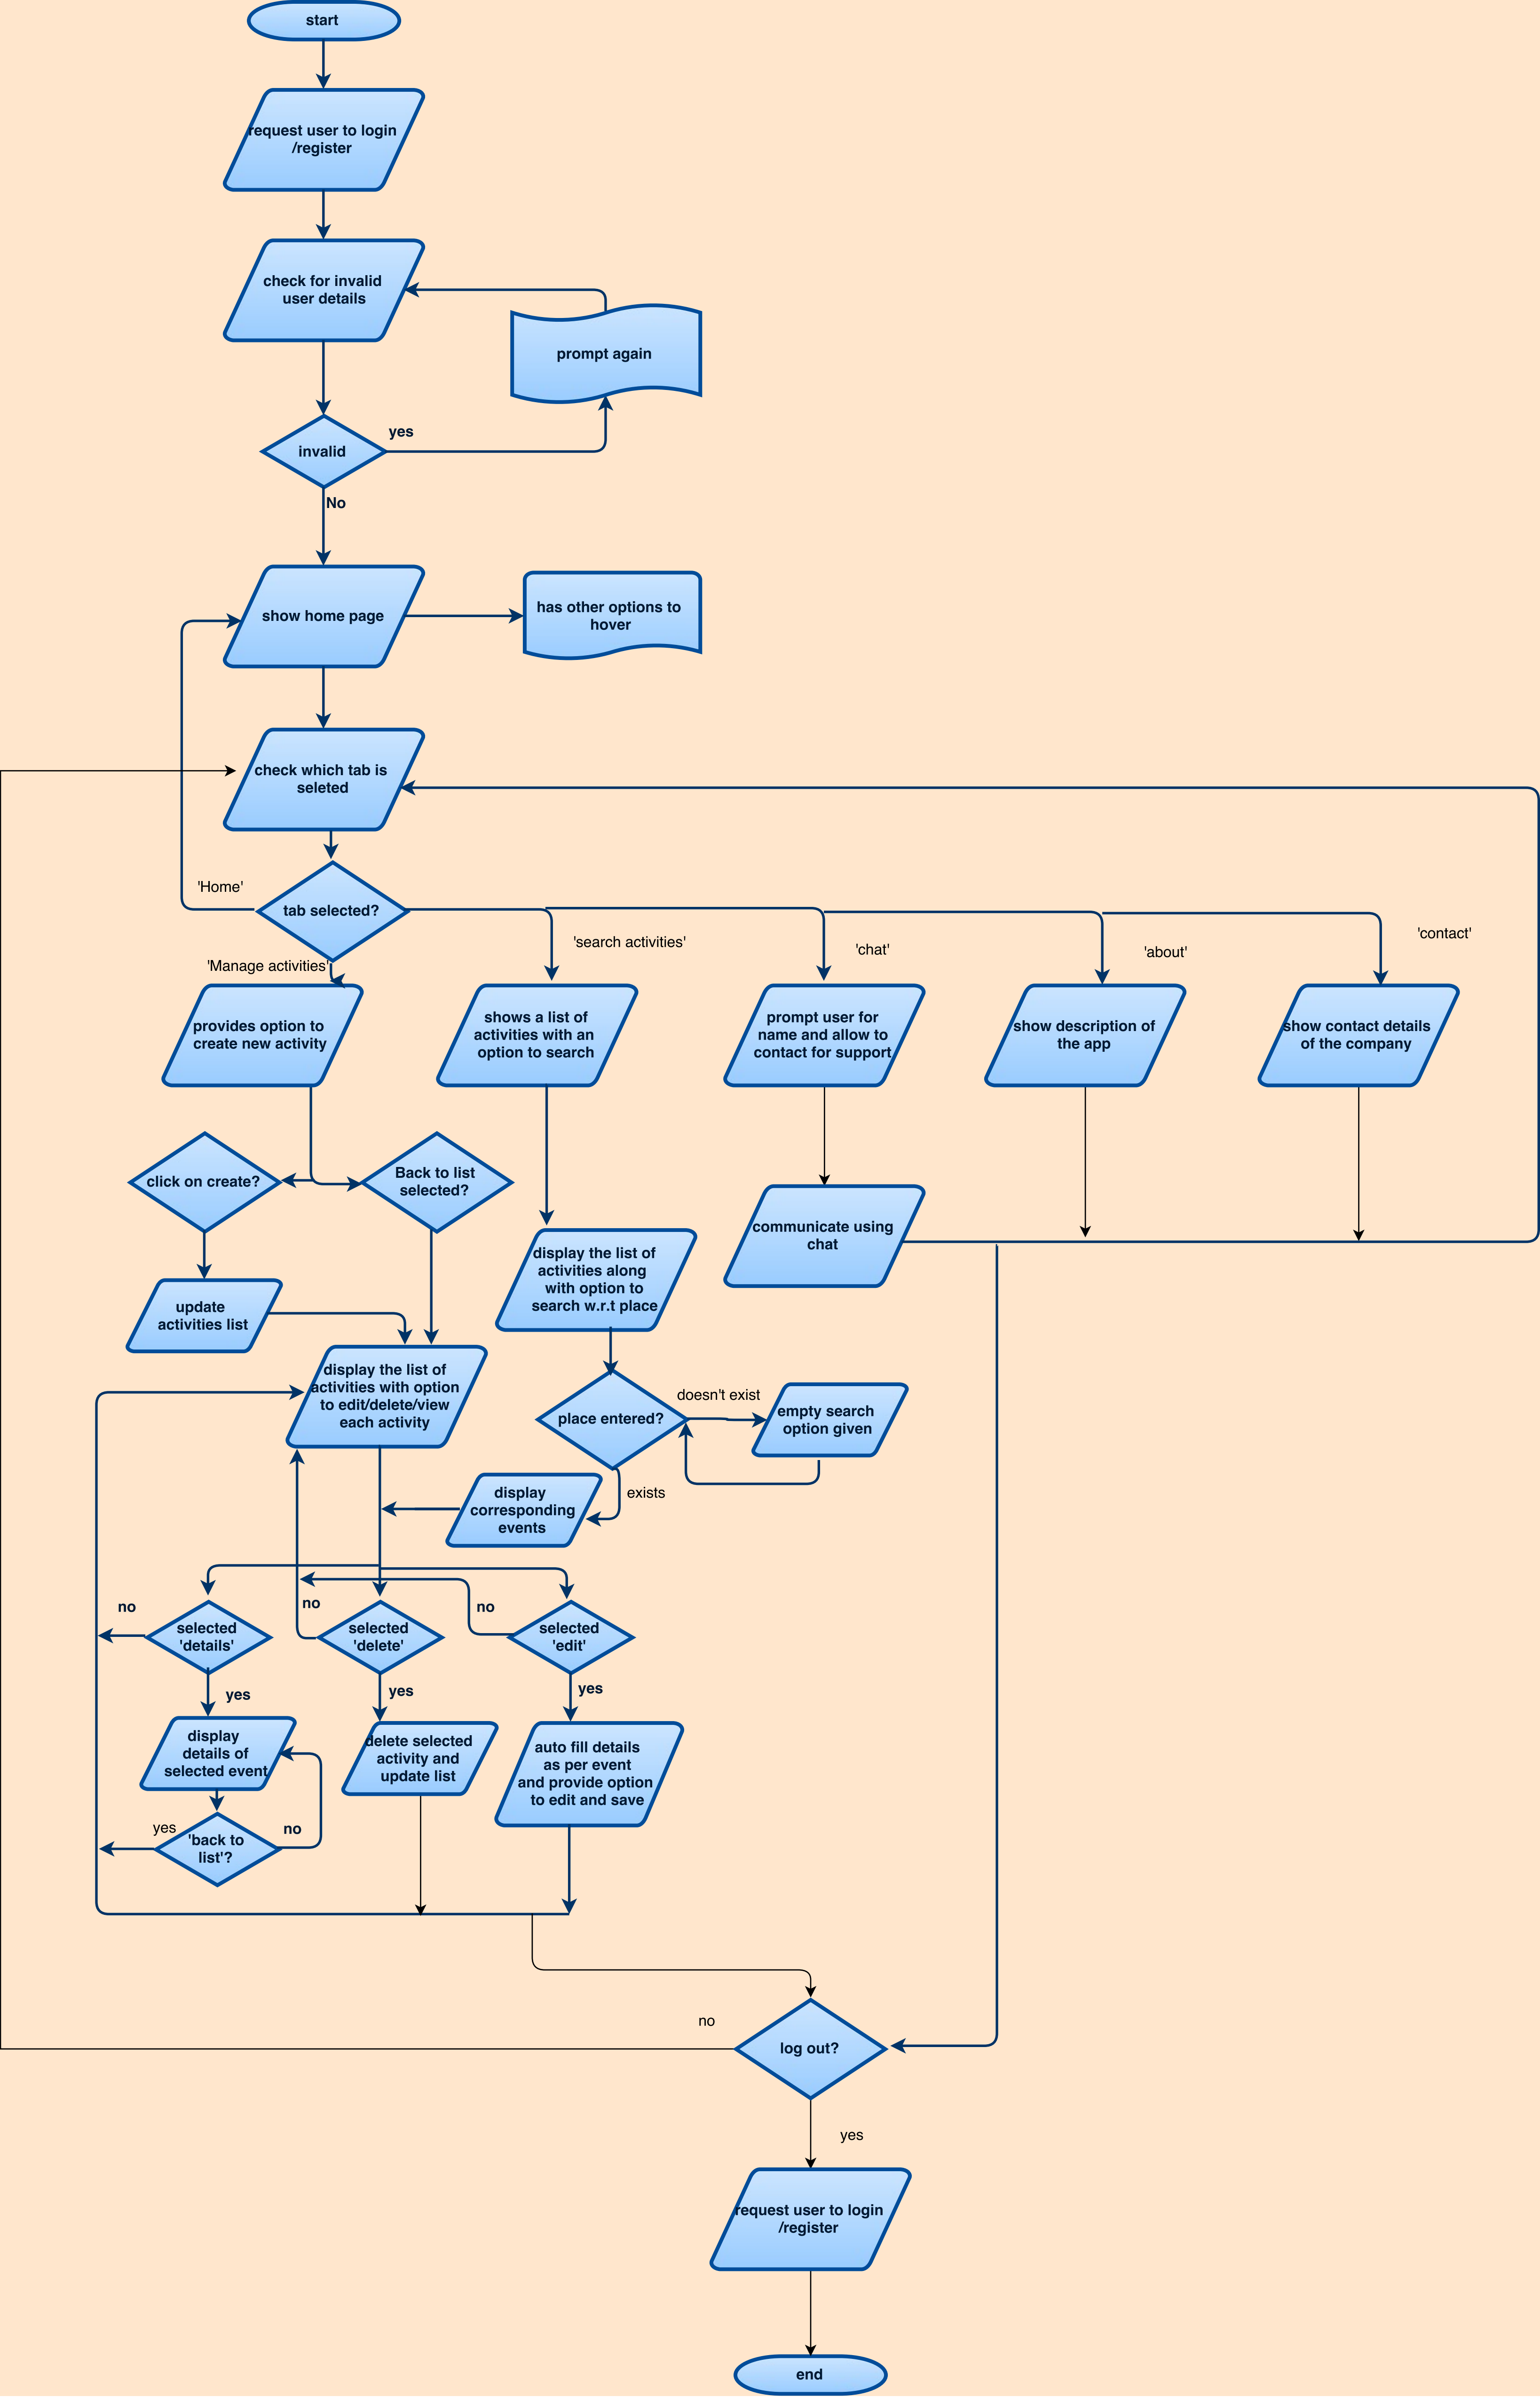 start
request user to login
/register
check for invalid
user details
prompt again
yes
invalid
No
has other options to
hover
show home page
check which tab is
seleted
'Home'
tab selected?
'search activities'
'chat'
'about'
'contact'
'Manage activities'
provides option to
create new activity
shows a list of
activities with an
option to search
prompt user for
name and allow to
contact for support
show description of
the app
show contact details
of the company
click on create?
Back to list
selected?
communicate using
chat
display the list of
activities along
with option to
search w.r.t place
update
activities list
display the list of
activities with option
to edit/delete/view
each activity
place entered?
doesn't exist
empty search
option given
exists
display
corresponding
events
no
selected
'details'
no
selected
'delete'
no
selected
'edit'
yes
yes
yes
display
details of
selected event
delete selected
activity and
update list
auto fill details
as per event
and provide option
to edit and save
yes
'back to
list'?
no
no
log out?
yes
request user to login
/register
end